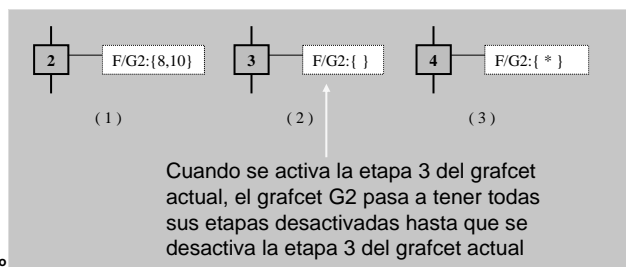 2 F/G2:{8,10} 3 F/G2:{ } 4 F/G2:{ * }
( 1 ) ( 2 ) ( 3 )
Cuando se activa la etapa 3 del grafcet
actual, el grafcet G2 pasa a tener todas
sus etapas desactivadas hasta que se
desactiva la etapa 3 del grafcet actual
o